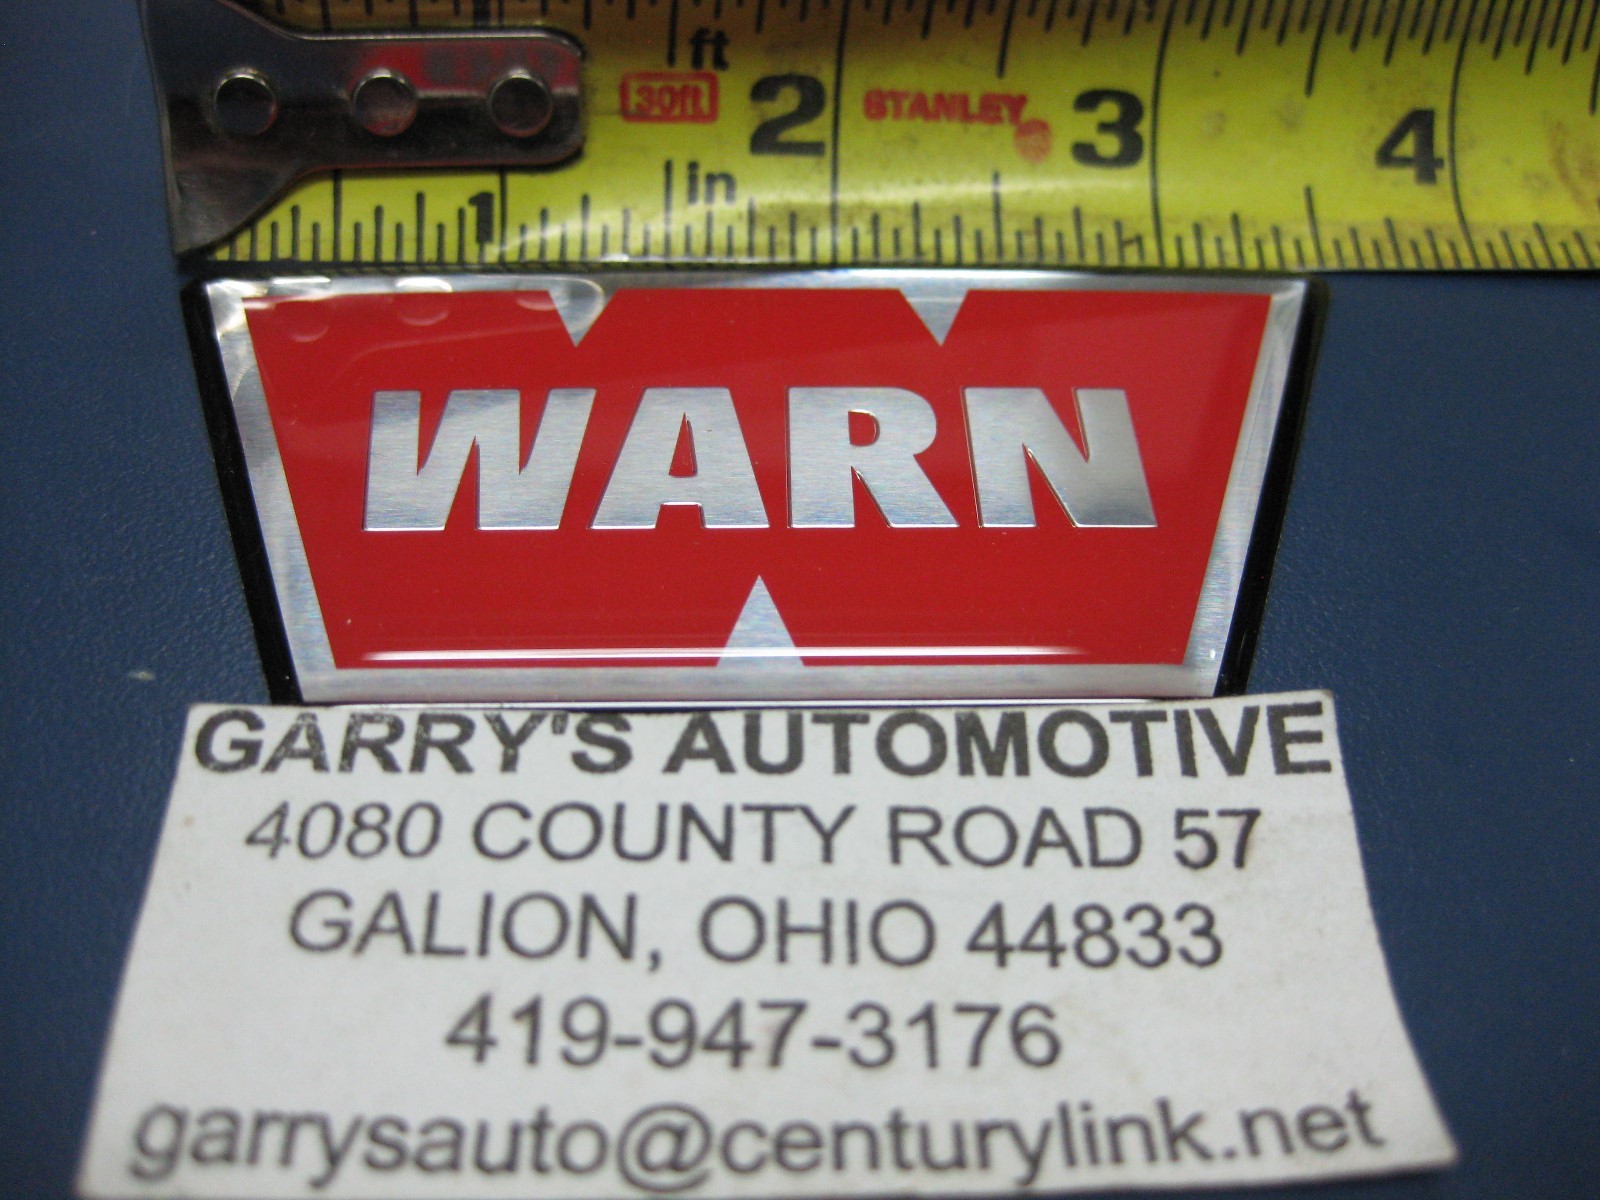 ft
30ft 2 STANLEY 3 4
1 in
WARN
GARRY'S AUTOMOTIVE
4080 COUNTY ROAD 57
GALION, OHIO 44833
419-947-3176
garrysauto@centurylink.net